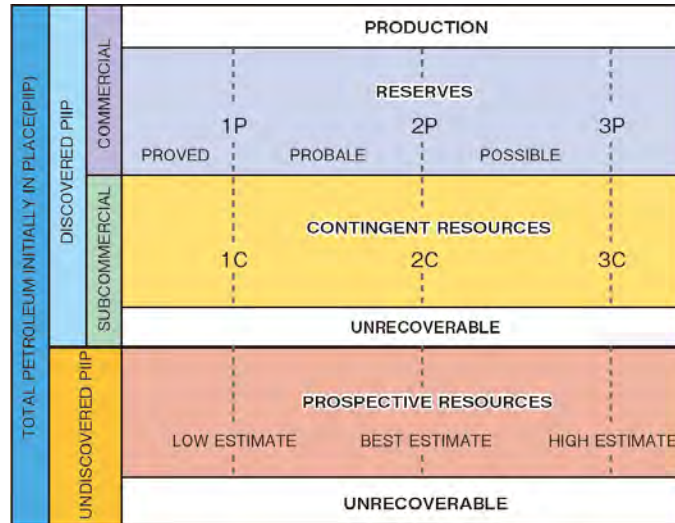 TOTAL PETROLEUM INITIALLY IN PLACE(PIIP)
DISCOVERED PIIP
UNDISCOVERED PIIP
COMMERCIAL
SUBCOMMERCIAL
PRODUCTION
RESERVES
1P 2P 3P
PROVED PROBALE POSSIBLE
CONTINGENT RESOURCES
1C 2C 3C
UNRECOVERABLE
PROSPECTIVE RESOURCES
LOW ESTIMATE BEST ESTIMATE HIGH ESTIMATE
UNRECOVERABLE